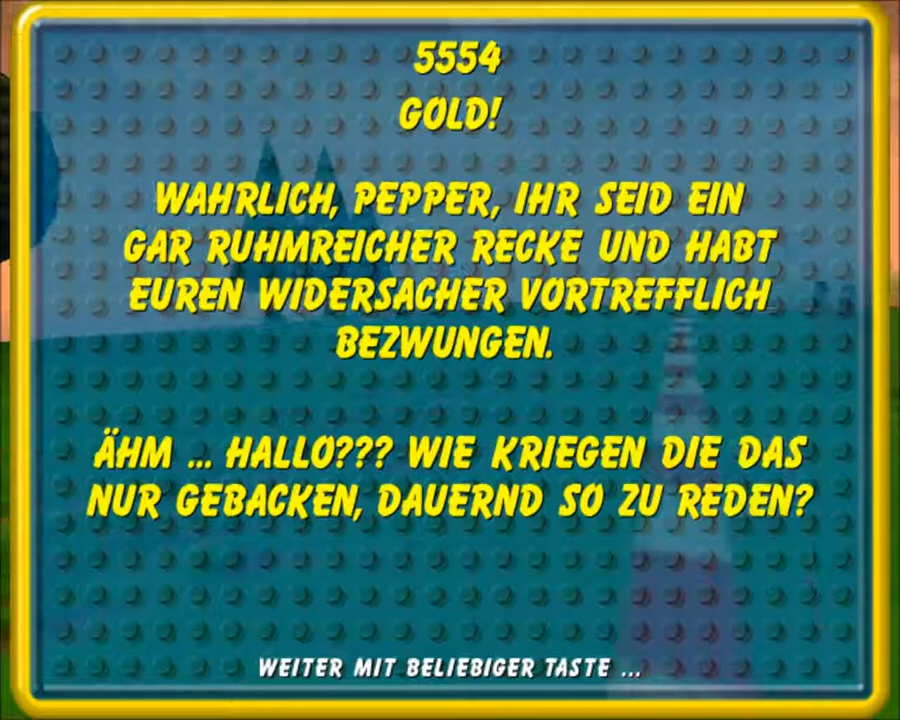 5554
GOLD!
WAHRLICH, PEPPER, IHR SEID EIN
GAR RUHMREICHER RECKE UND HABT
EUREN WIDERSACHER VORTREFFLICH
BEZWUNGEN.
ÄHM ... HALLO??? WIE KRIEGEN DIE DAS
NUR GEBACKEN, DAUERND SO ZU REDEN?
WEITER MIT BELIEBIGER TASTE ...